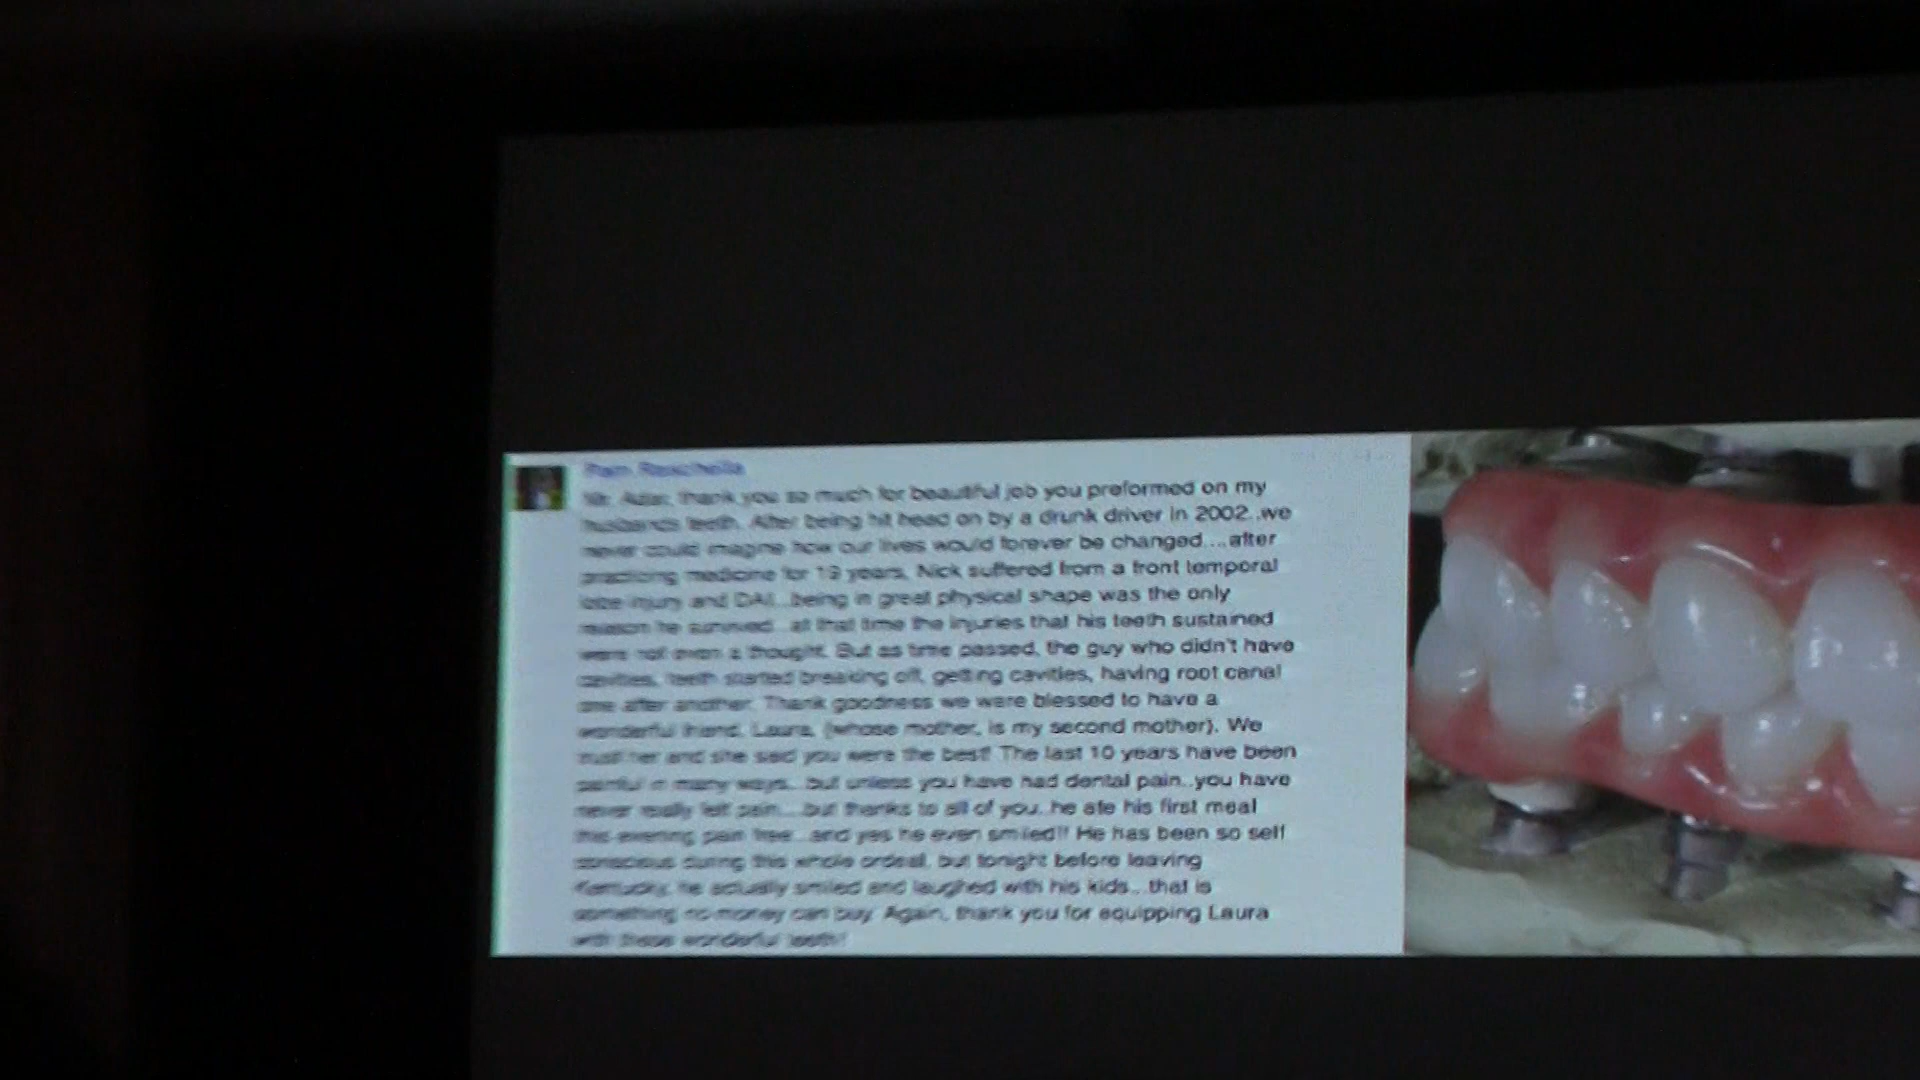 thank you so much for beautiful job you preformed on my
husbands teeth. After being hit head on by a drunk driver in 2002..we
never could imagine how our lives would forever be changed....after
practicing medicine for 19 years, Nick suffered from a front temporal
lobe injury and DAI...being in great physical shape was the only
reason he survived...at that time the injuries that his teeth sustained
were not even a thought. But as time passed, the guy who didn't have
cavities, teeth started breaking off, getting cavities, having root canal
one after another. Thank goodness we were blessed to have a
wonderful friend, Laura, (whose mother, is my second mother). We
trust her and she said you were the best! The last 10 years have been
painful in many ways...but unless you have had dental pain..you have
never really felt pain....but thanks to all of you..he ate his first meal
this evening pain free...and yes he even smiled!! He has been so self
conscious during this whole ordeal, but tonight before leaving
Kentucky, he actually smiled and laughed with his kids...that is
something no money can buy. Again, thank you for equipping Laura
with these wonderful teeth!